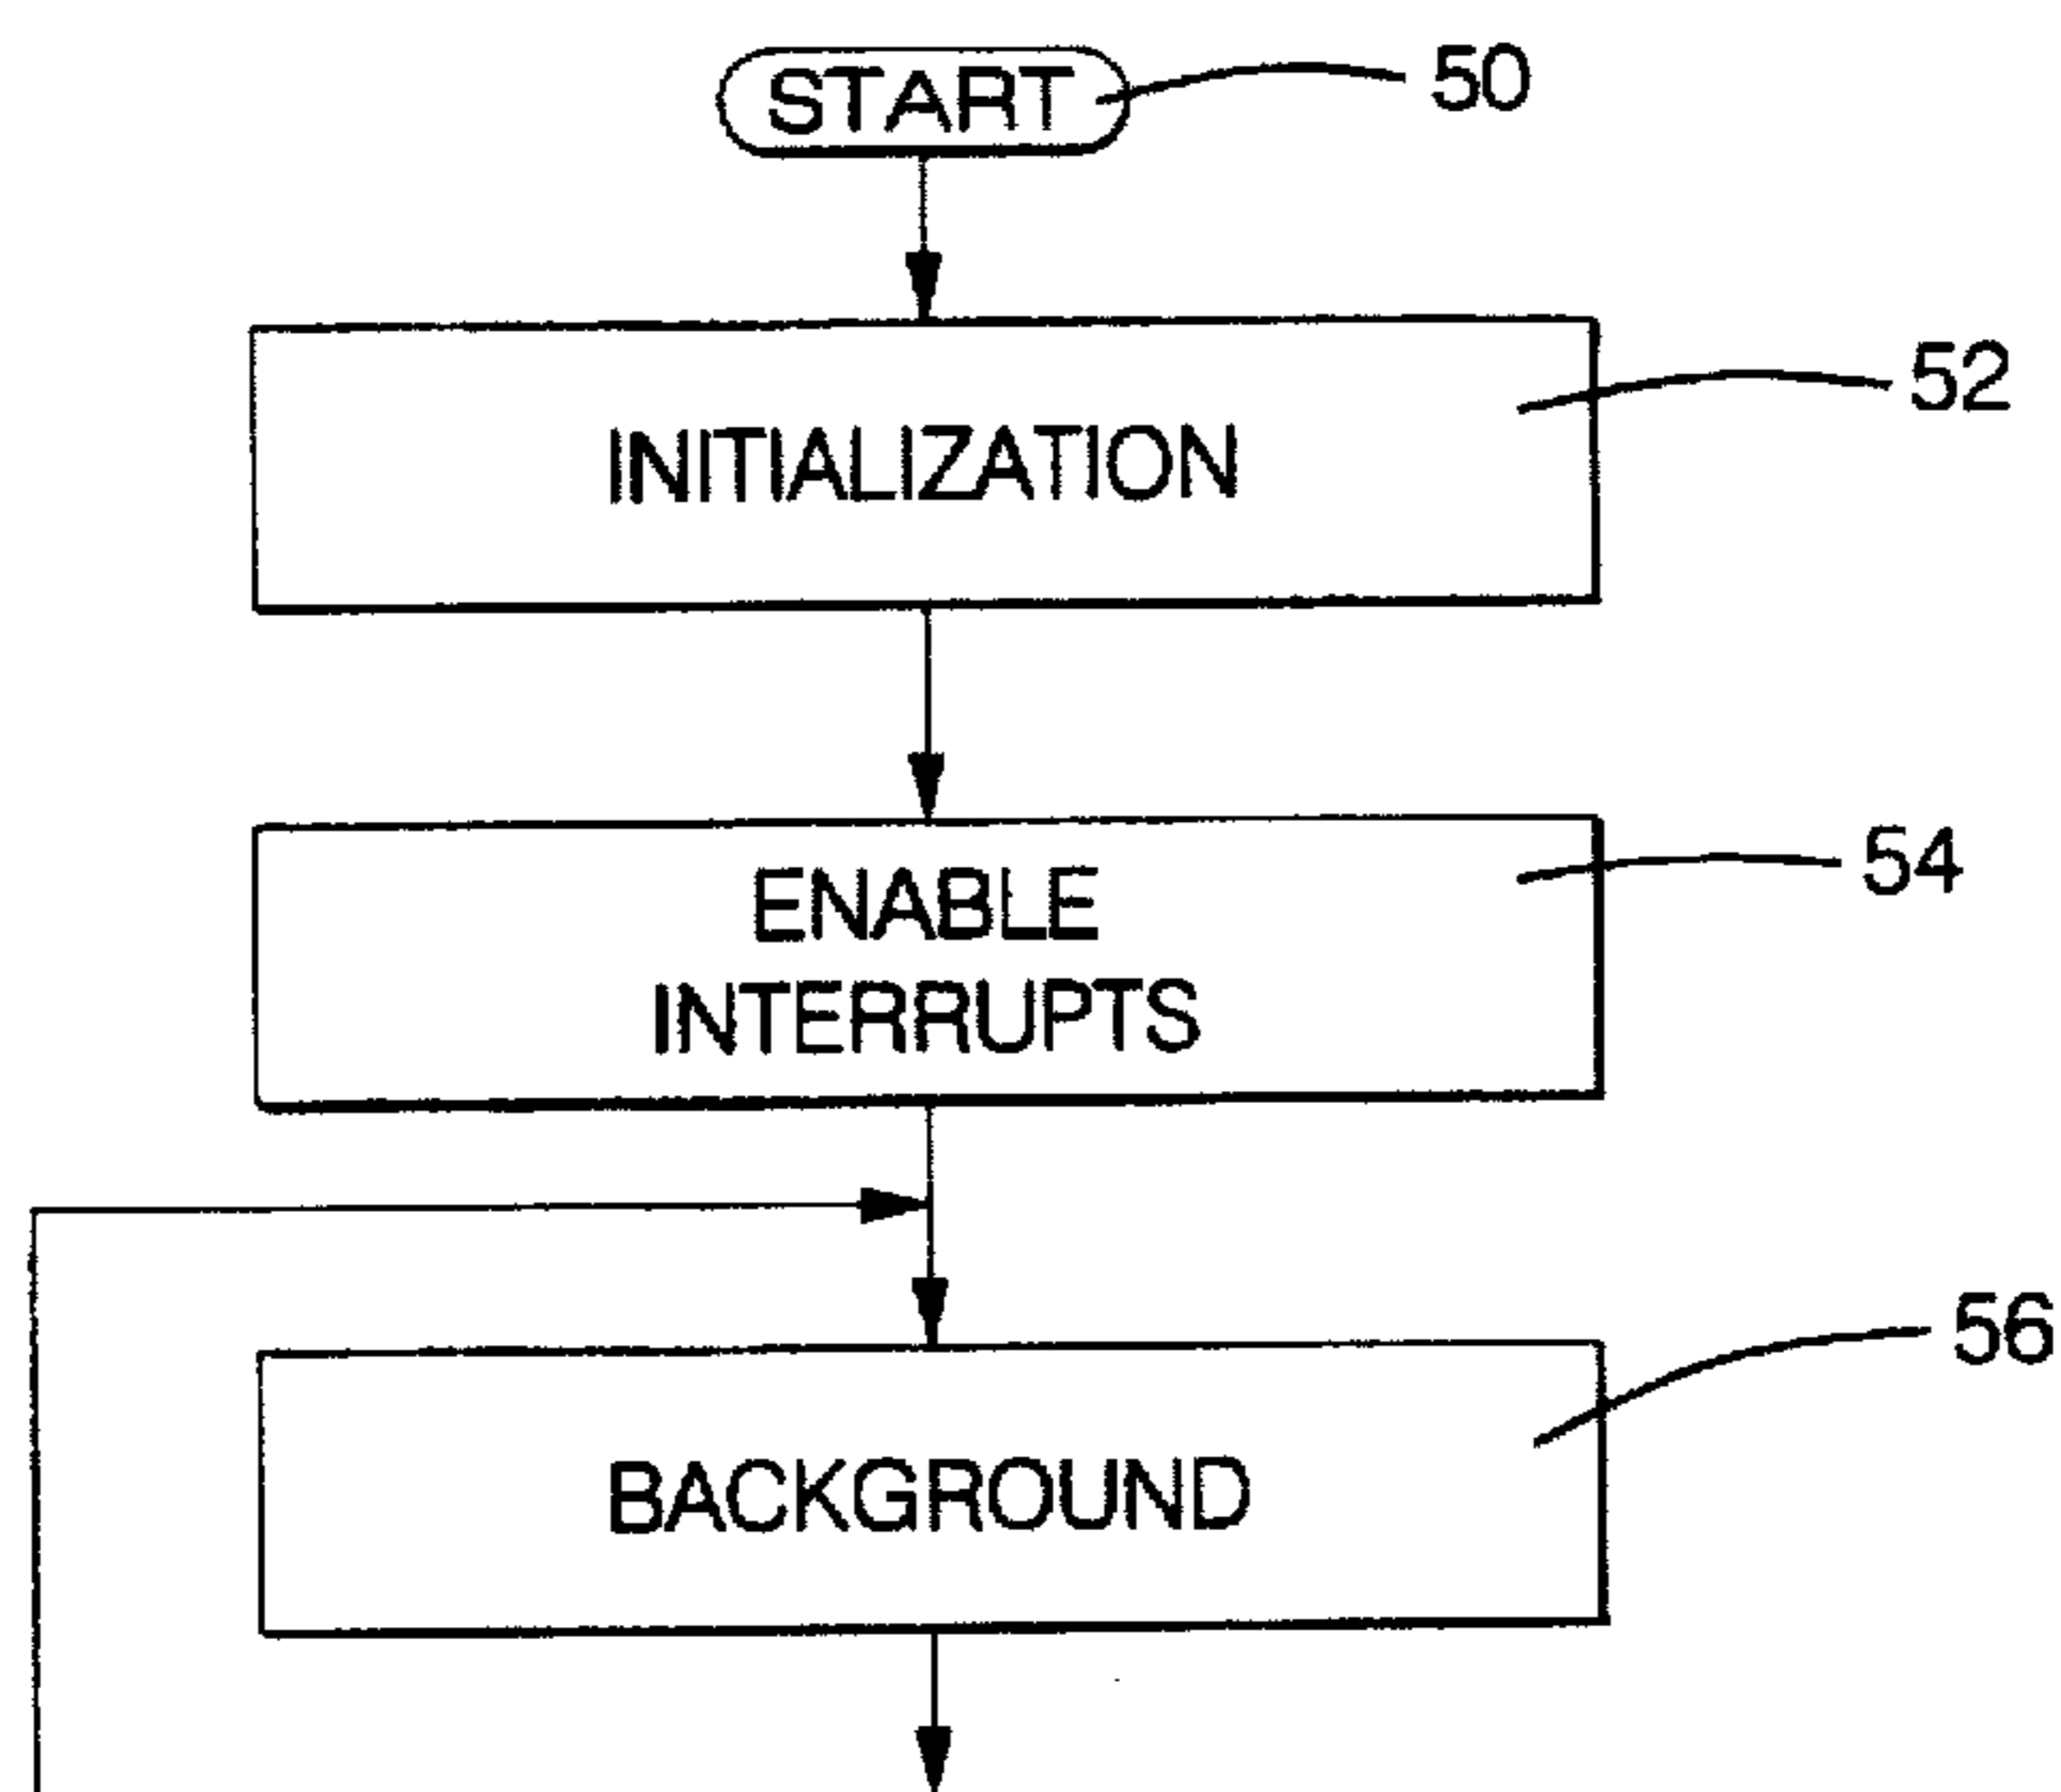 START
50
52
INITIALIZATION
54
ENABLE
INTERRUPTS
56
BACKGROUND